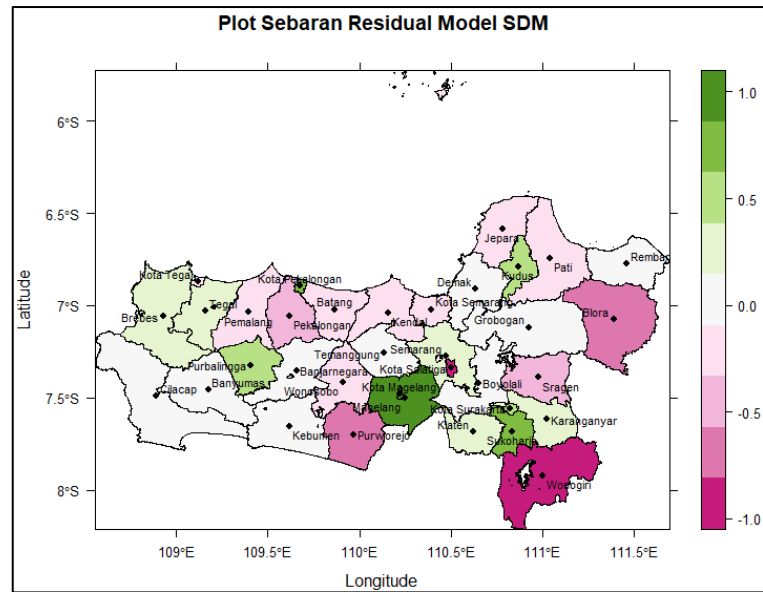 Plot Sebaran Residual Model SDM
6°S
6.5°S
7°S
7.5°S
8°S
Latitude
109°E
109.5°E
110°E
110.5°E
111°E
111.5°E
Longitude
1.0
0.5
0.0
-0.5
-1.0
Jepara
Kudus
Pati
Rembang
Demak
Kota Tegal
Kota Pekalongan
Tegal
Brebes
Pemalang
Pekalongan
Batang
Kendal
Kota Semarang
Grobogan
Blora
Temanggung
Semarang
Purbalingga
Banjarnegara
Kota Salatiga
Cilacap
Banyumas
Wonosobo
Kota Magelang
Boyolali
Sragen
Magelang
Kota Surakarta
Kebumen
Purworejo
Klaten
Sukoharjo
Karanganyar
Wonogiri